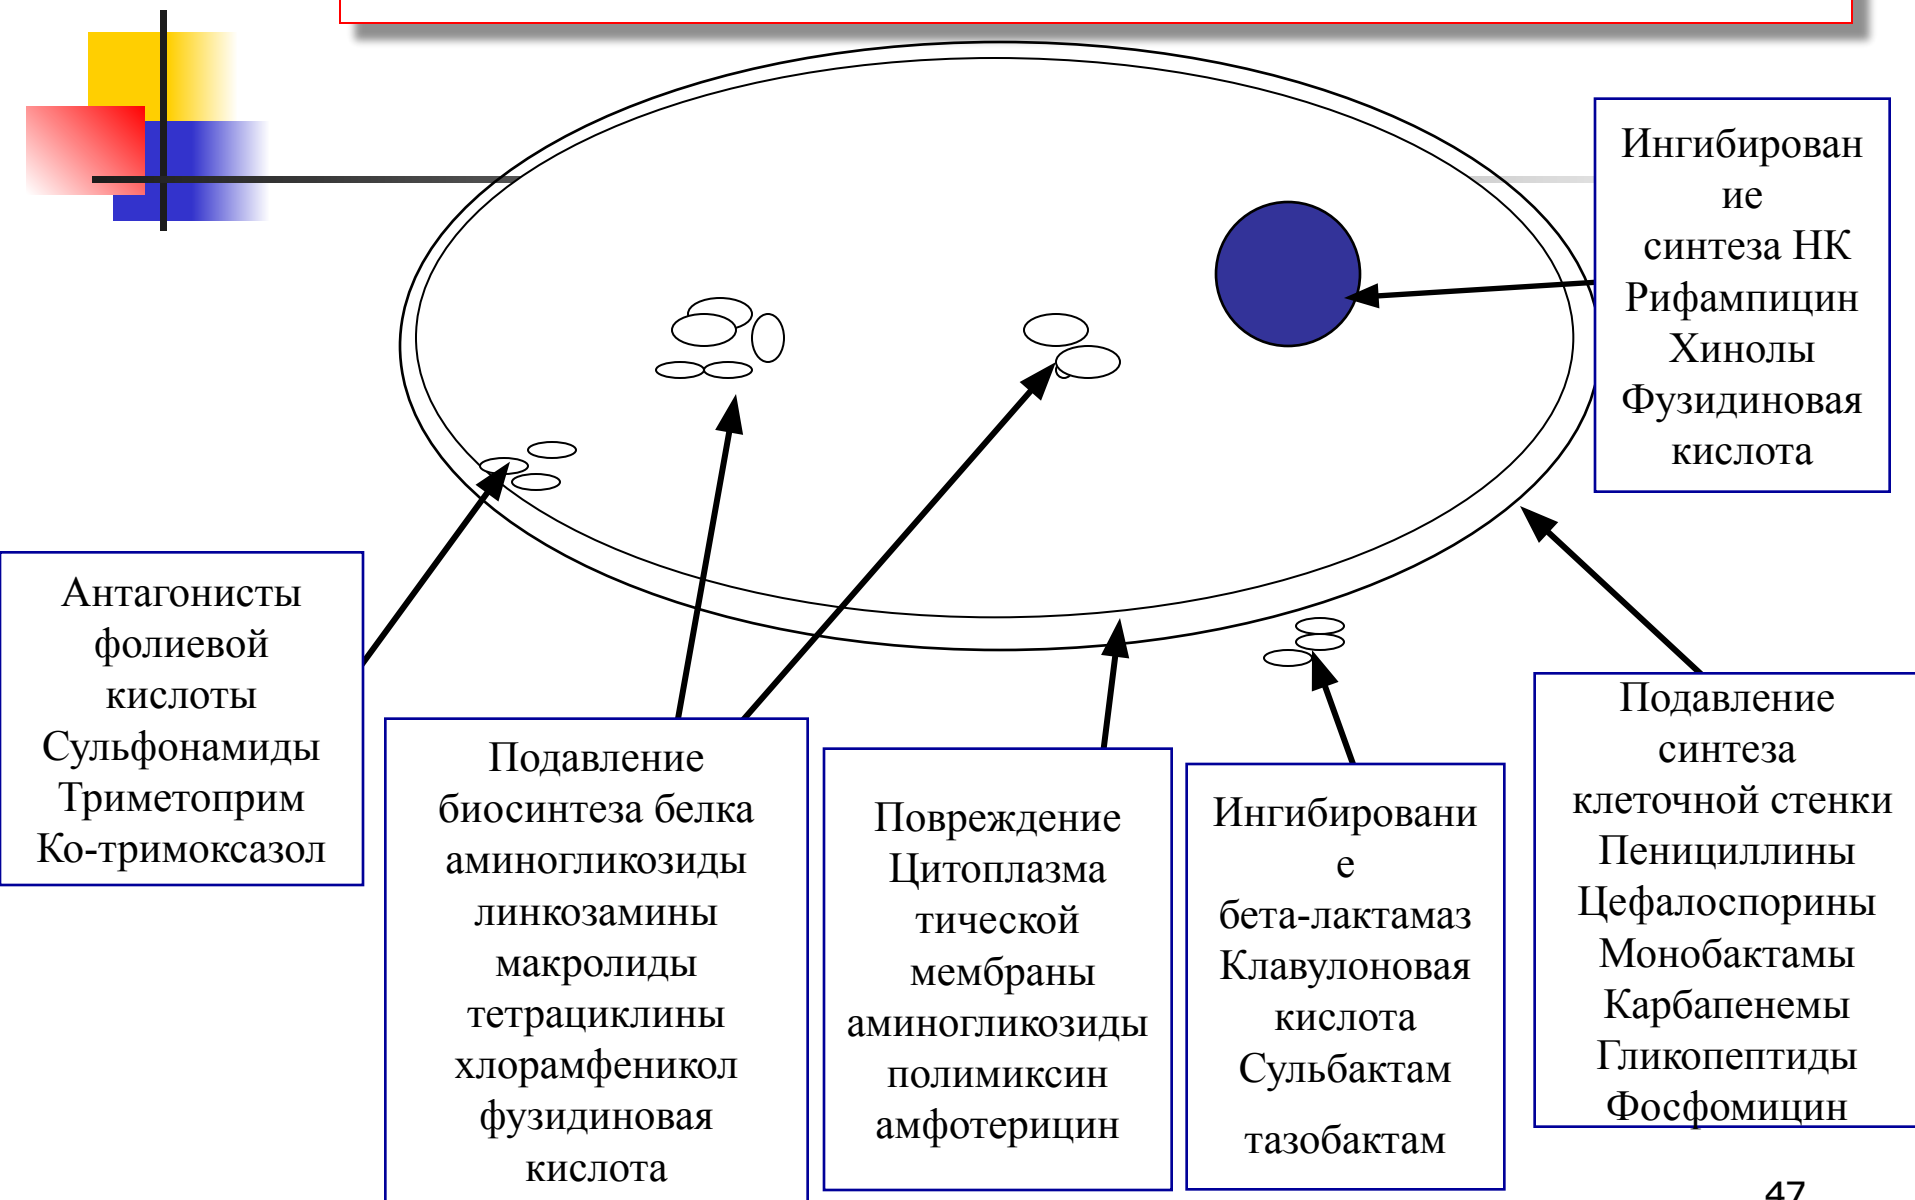 Ингибирован
ие
синтеза НК
Рифампицин
Хинолы
Фузидиновая
кислота
Антагонисты
фолиевой
кислоты
Сульфонамиды
Триметоприм
Ко-тримоксазол
Подавление
биосинтеза белка
аминогликозиды
линкозамины
макролиды
тетрациклины
хлорамфеникол
фузидиновая
кислота
Повреждение
Цитоплазма
тической
мембраны
аминогликозиды
полимиксин
амфотерицин
Ингибировани
е
бета-лактамаз
Клавулоновая
кислота
Сульбактам
тазобактам
Подавление
синтеза
клеточной стенки
Пенициллины
Цефалоспорины
Монобактамы
Карбапенемы
Гликопептиды
Фосфомицин
47